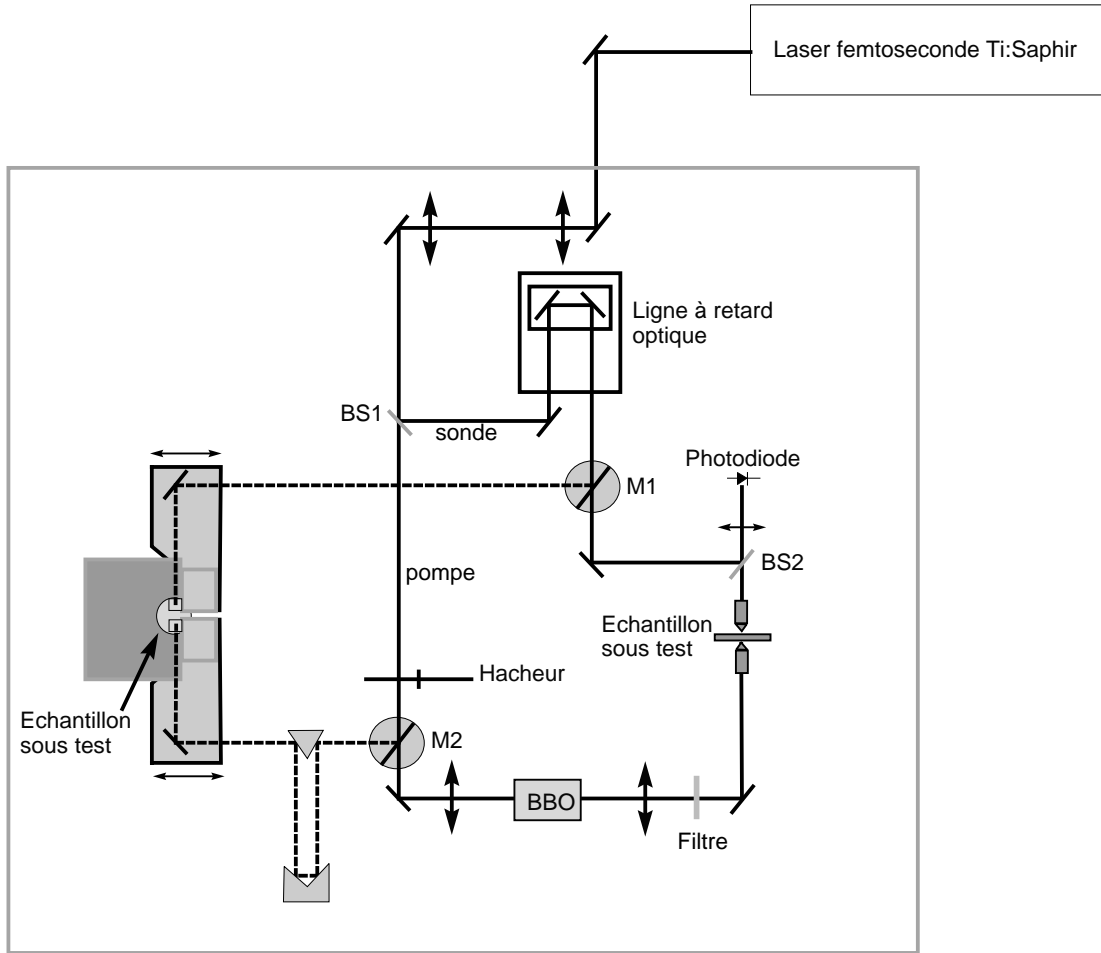 Laser femtoseconde Ti:Saphir
Ligne à retard
optique
BS1
sonde
Photodiode
M1
BS2
pompe
Echantillon
sous test
Hacheur
Echantillon
sous test
M2
BBO
Filtre